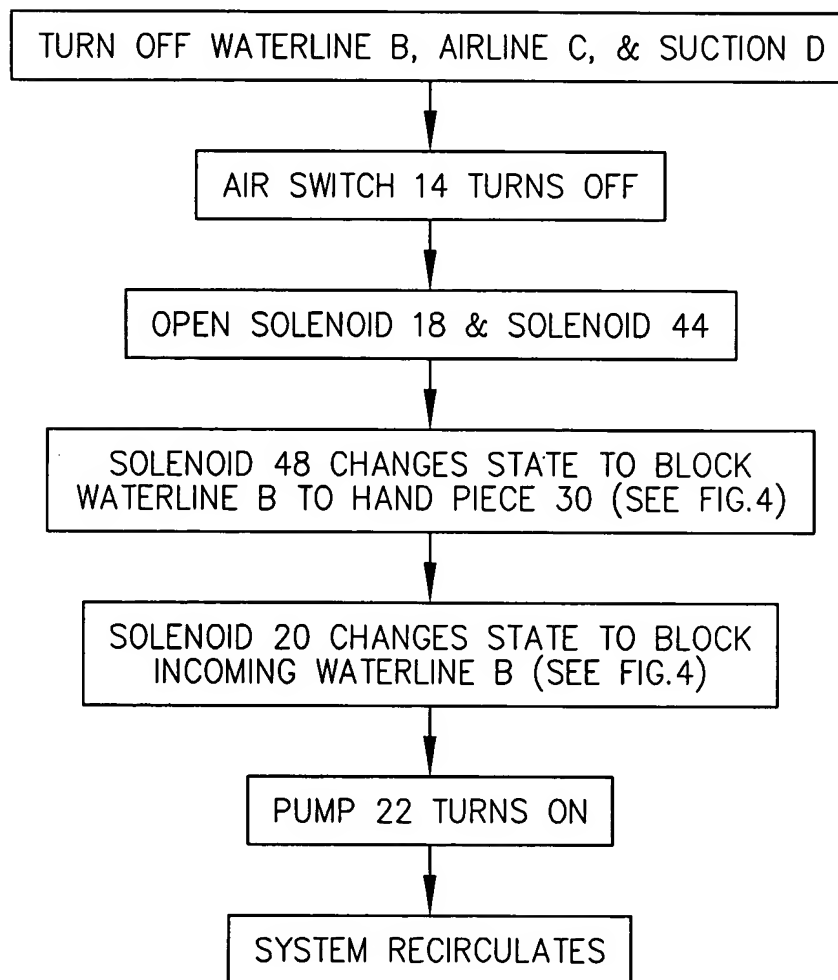 TURN OFF WATERLINE B, AIRLINE C, & SUCTION D
AIR SWITCH 14 TURNS OFF
OPEN SOLENOID 18 & SOLENOID 44
SOLENOID 48 CHANGES STATE TO BLOCK
WATERLINE B TO HAND PIECE 30 (SEE FIG.4)
SOLENOID 20 CHANGES STATE TO BLOCK
INCOMING WATERLINE B (SEE FIG.4)
PUMP 22 TURNS ON
SYSTEM RECIRCULATES